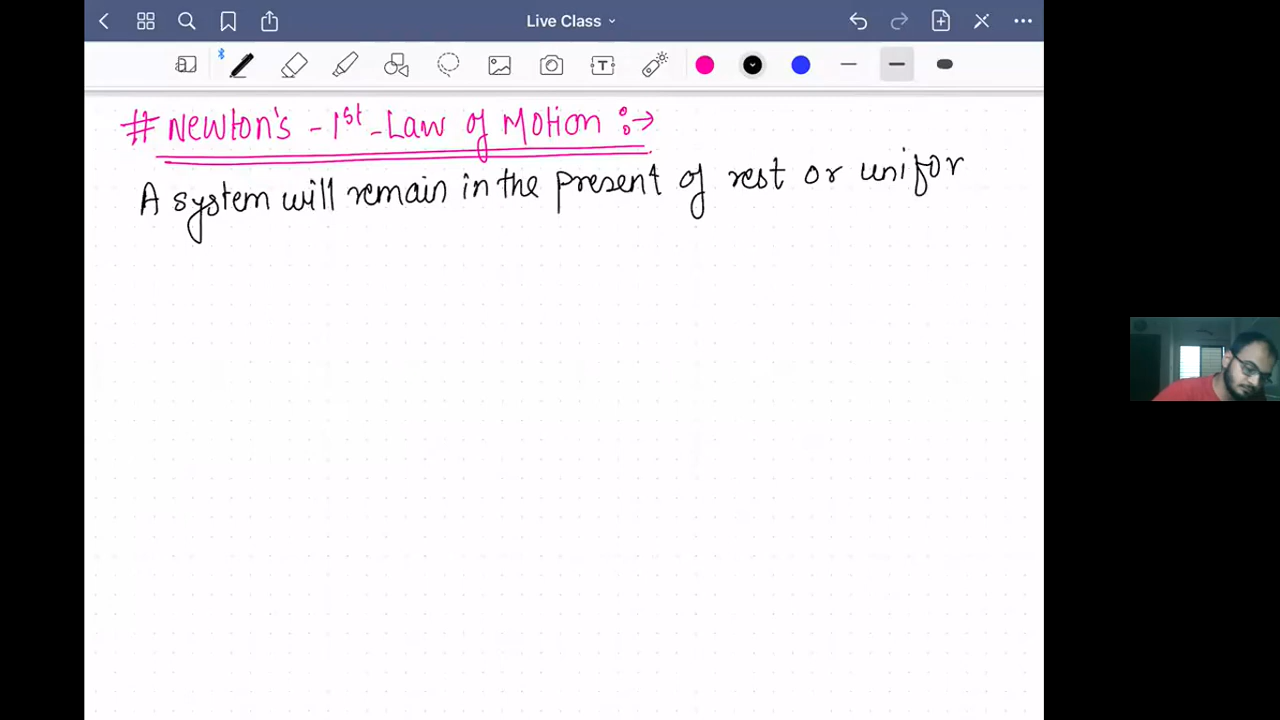 Live Class
# Newton's - 1st - Law of Motion :→
A system will remain in the present of rest or unifor